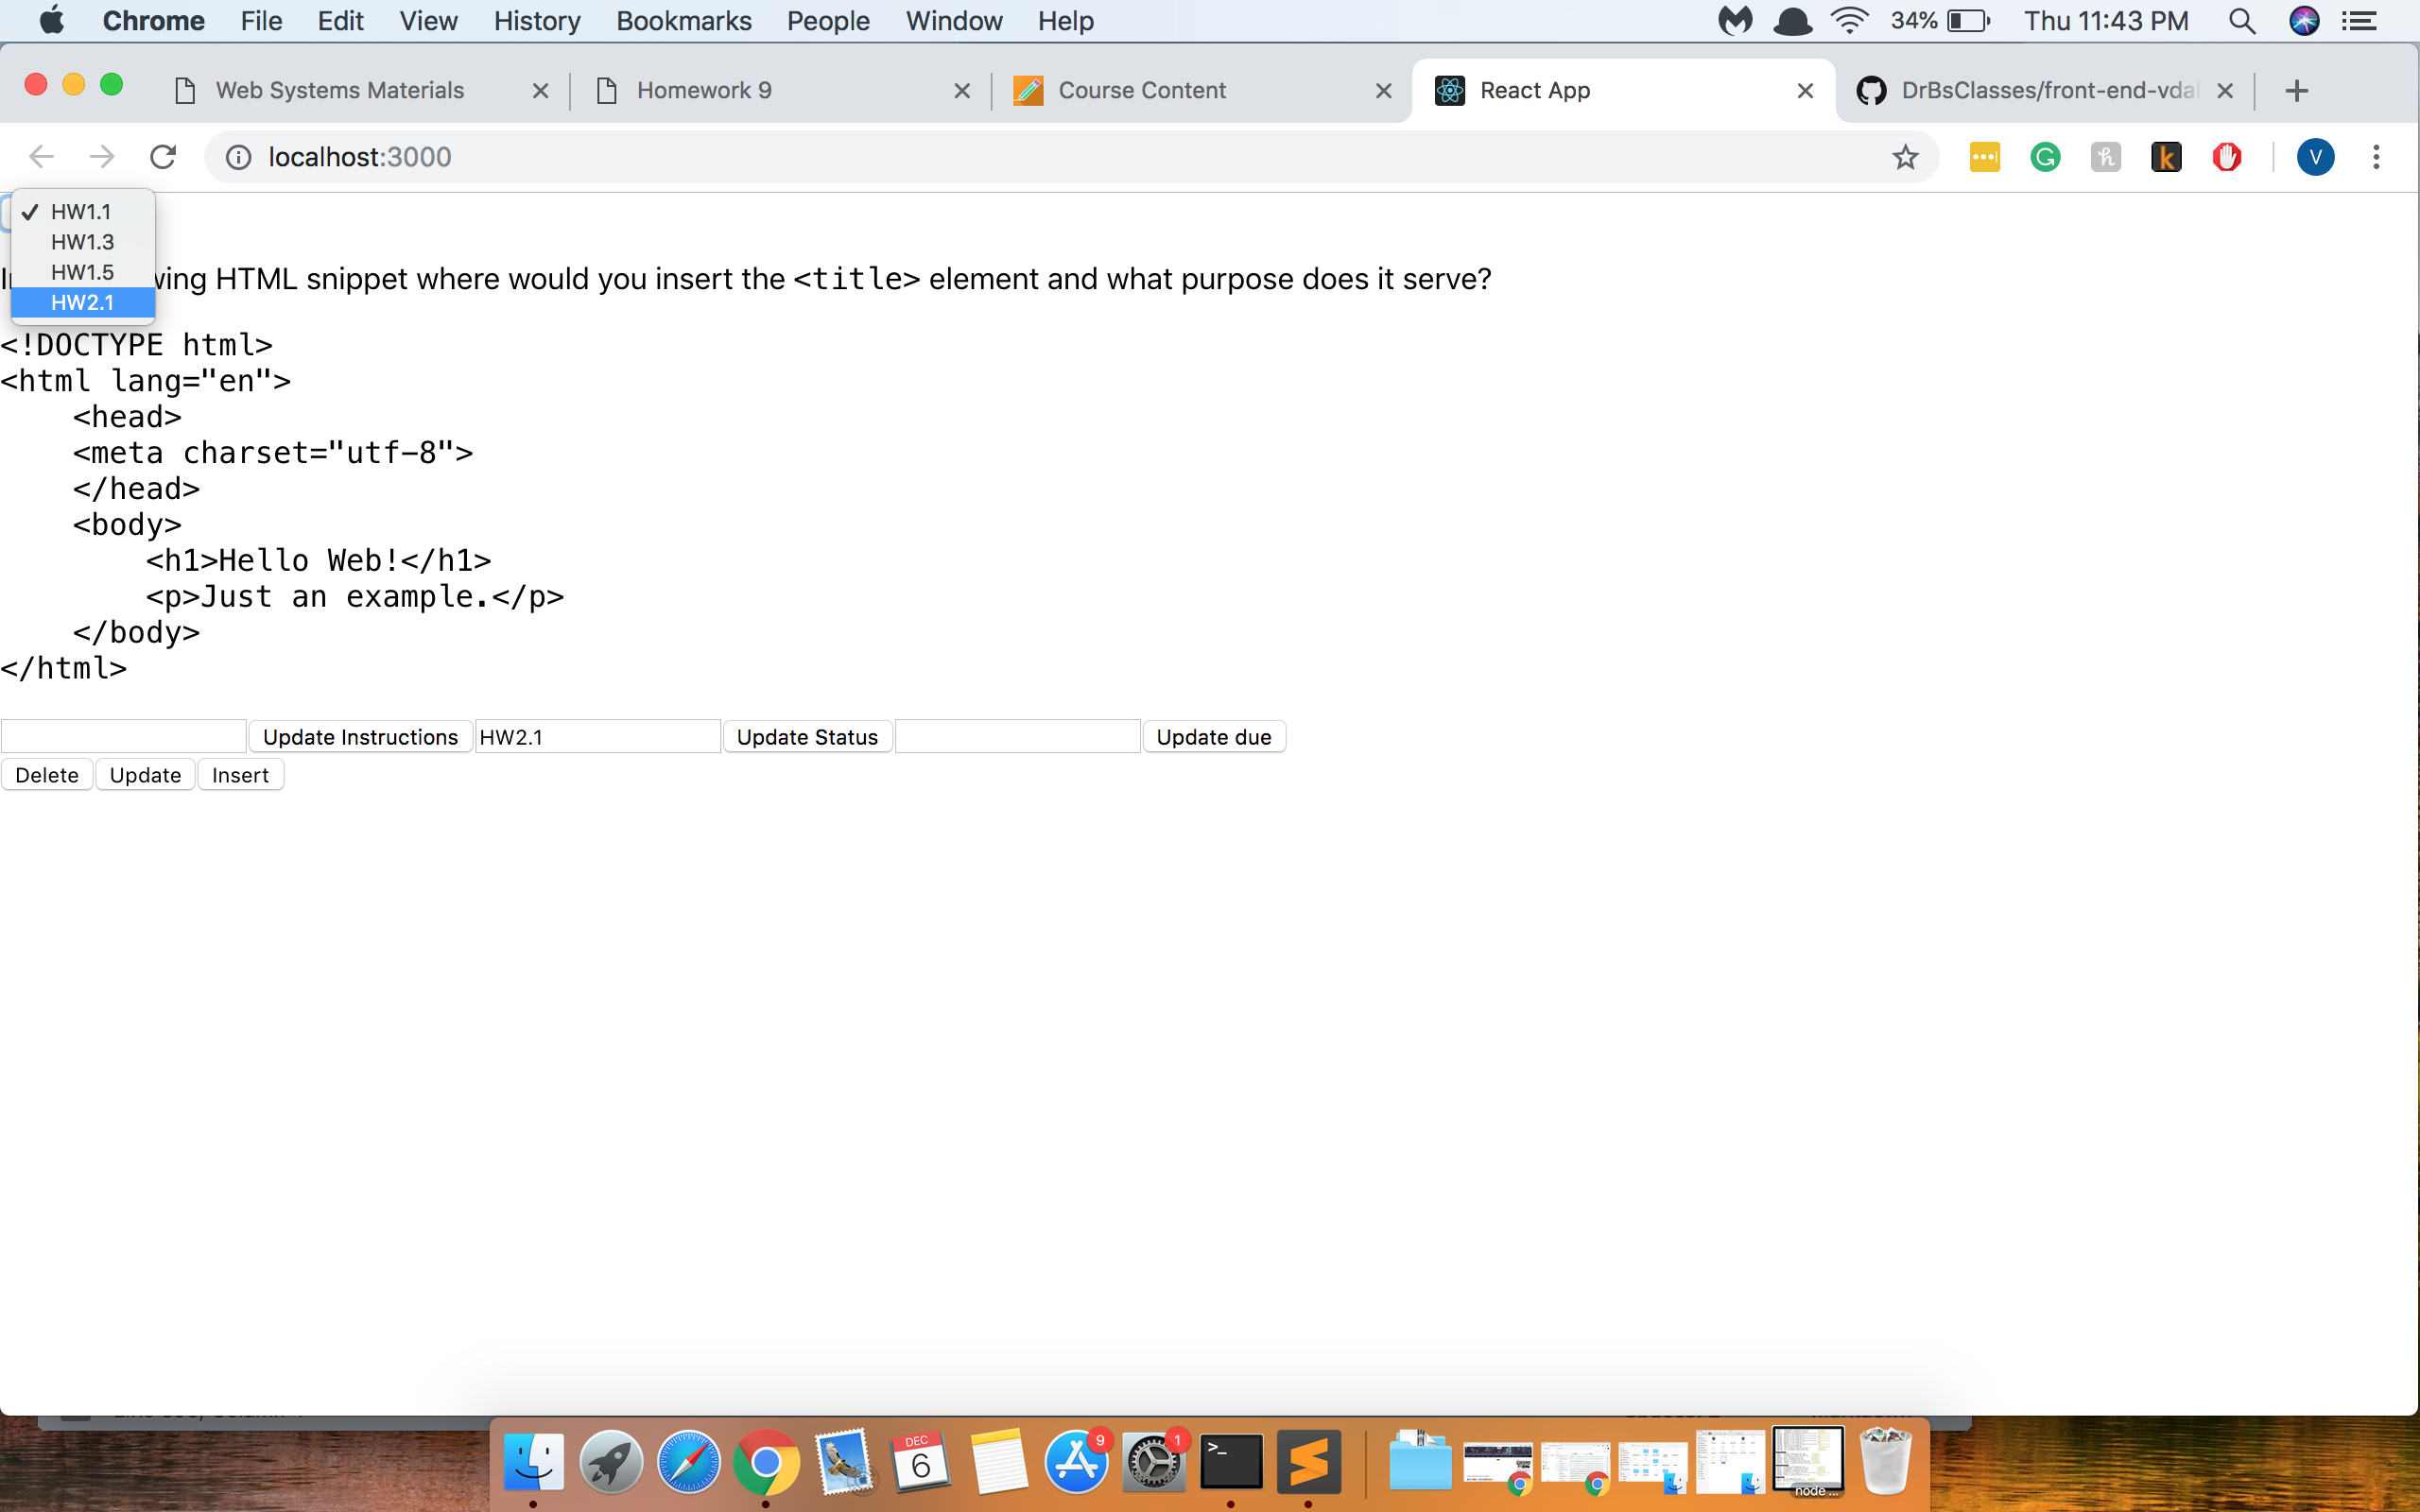 Chrome File Edit View History Bookmarks People Window Help 34% Thu 11:43 PM
Web Systems Materials Homework 9 Course Content React App DrBsClasses/front-end-vdal
localhost:3000 V
HW1.1
HW1.3
HW1.5
wing HTML snippet where would you insert the <title> element and what purpose does it serve?
HW2.1
<!DOCTYPE html>
<html lang="en">
<head>
<meta charset="utf-8">
</head>
<body>
<h1>Hello Web!</h1>
<p>Just an example.</p>
</body>
</html>
Update Instructions HW2.1 Update Status Update due
Delete Update Insert
DEC
6
9
1
node ...